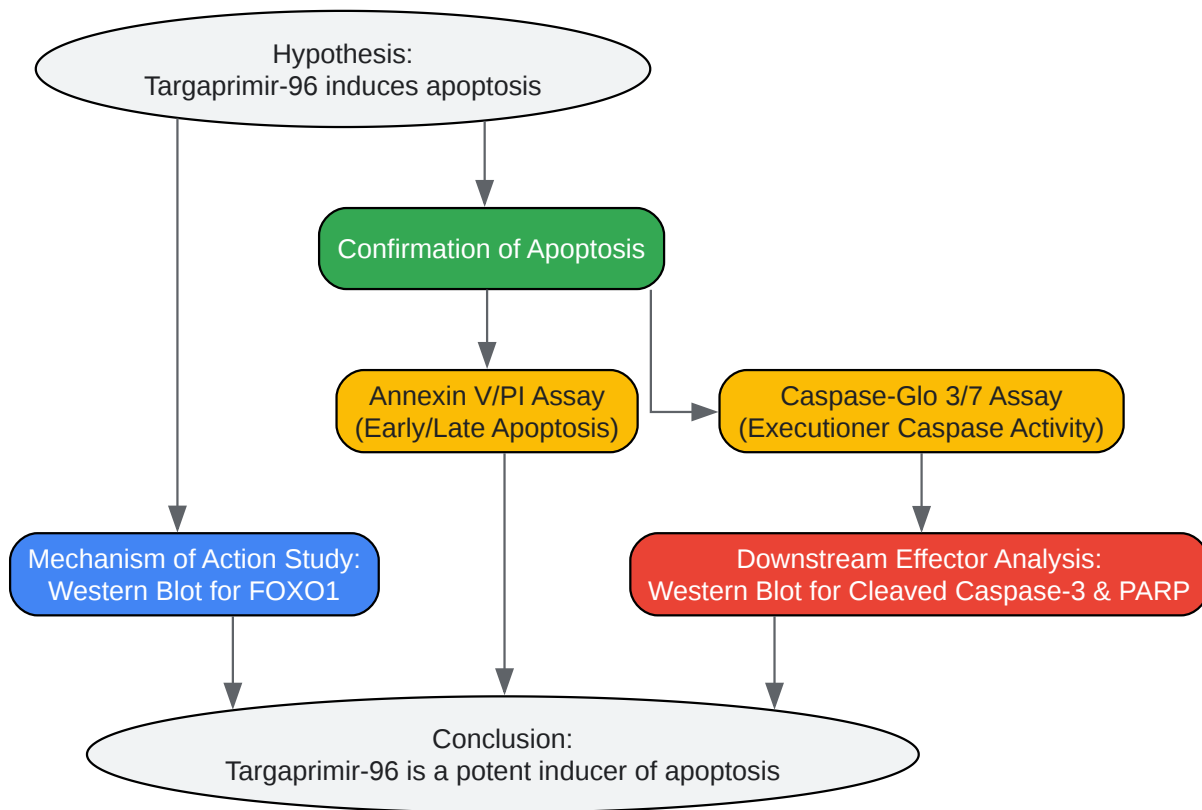 Hypothesis:
Targaprimir-96 induces apoptosis
Confirmation of Apoptosis
Annexin V/PI Assay
(Early/Late Apoptosis)
Caspase-Glo 3/7 Assay
(Executioner Caspase Activity)
Mechanism of Action Study:
Western Blot for FOXO1
Downstream Effector Analysis:
Western Blot for Cleaved Caspase-3 & PARP
Conclusion:
Targaprimir-96 is a potent inducer of apoptosis